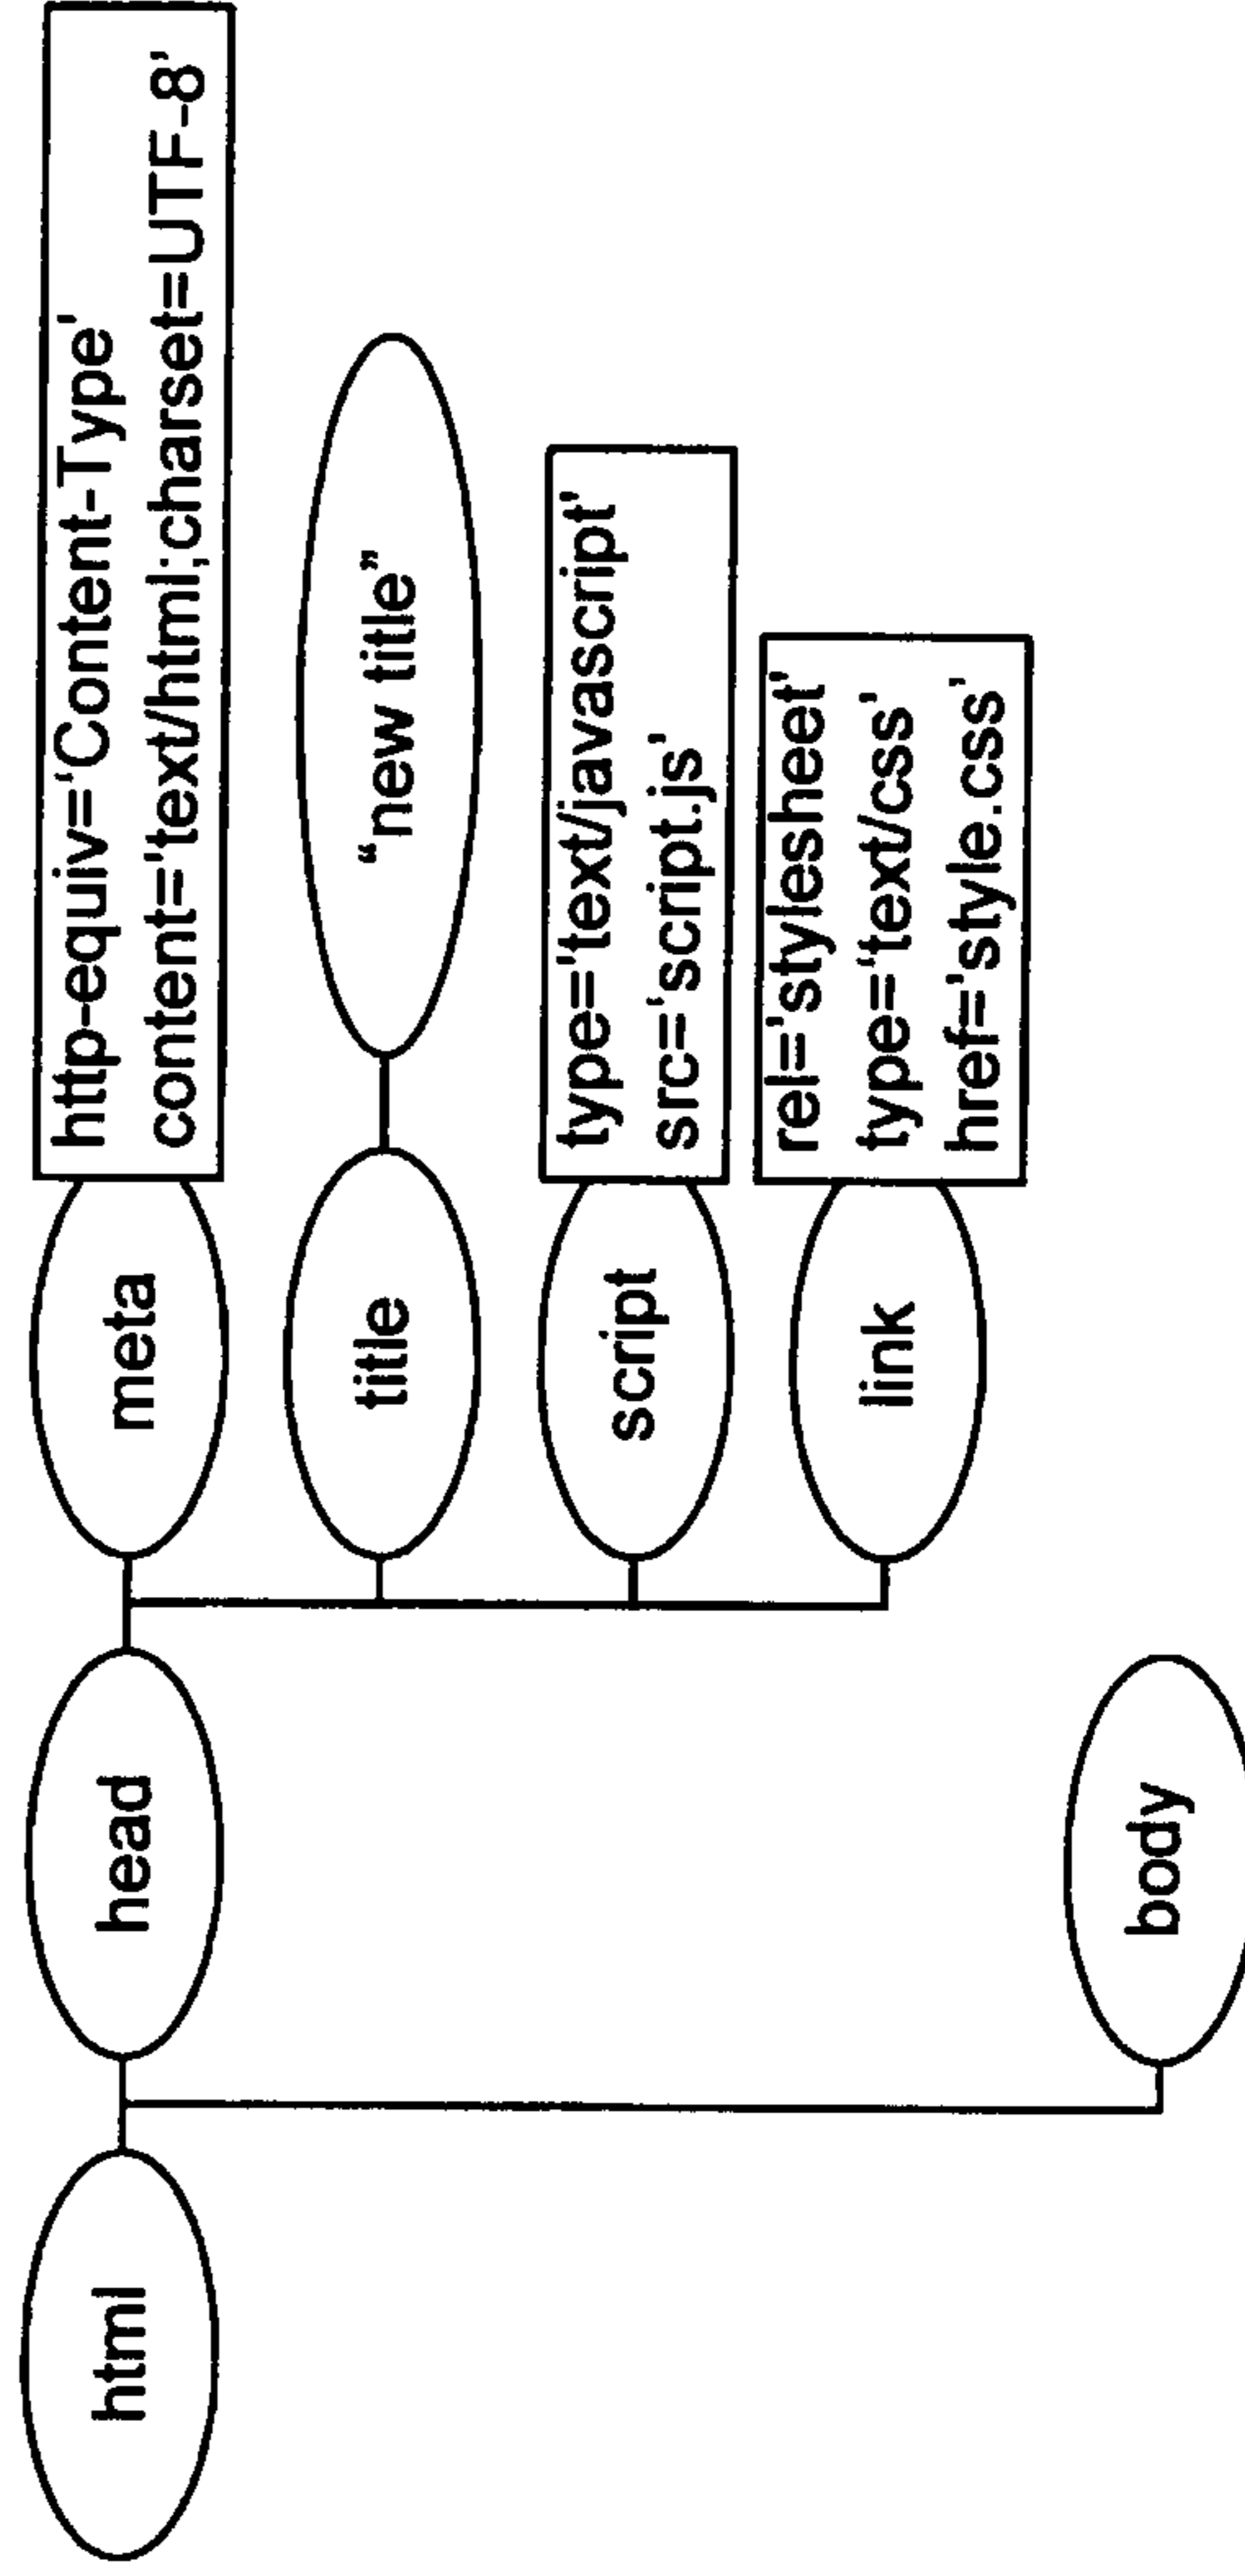 html
head
meta
http-equiv=‘Content-Type'
content='text/html;charset=UTF-8’
title
“new title”
script
type='text/javascript'
src=‘script.js'
link
rel='stylesheet'
type=‘text/css'
href='style.css’
body